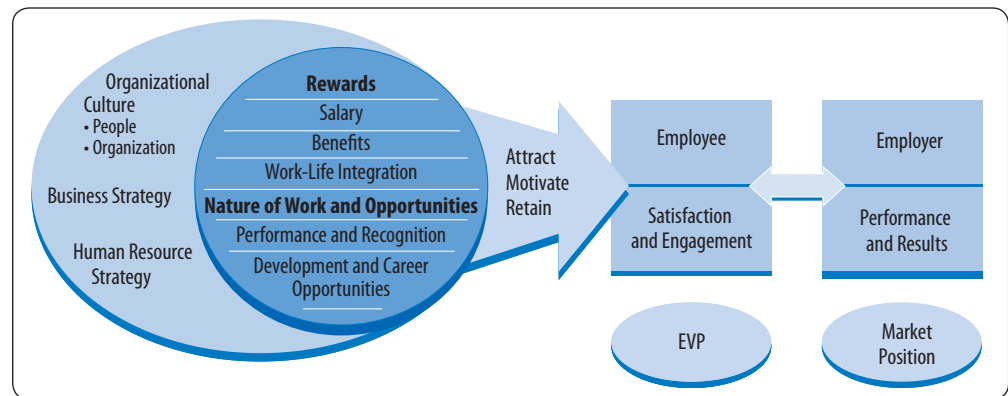 Organizational
Culture
• People
• Organization
Business Strategy
Human Resource
Strategy
Rewards
Salary
Benefits
Work-Life Integration
Nature of Work and Opportunities
Performance and Recognition
Development and Career
Opportunities
Attract
Motivate
Retain
Employee
Satisfaction
and Engagement
EVP
Employer
Performance
and Results
Market
Position